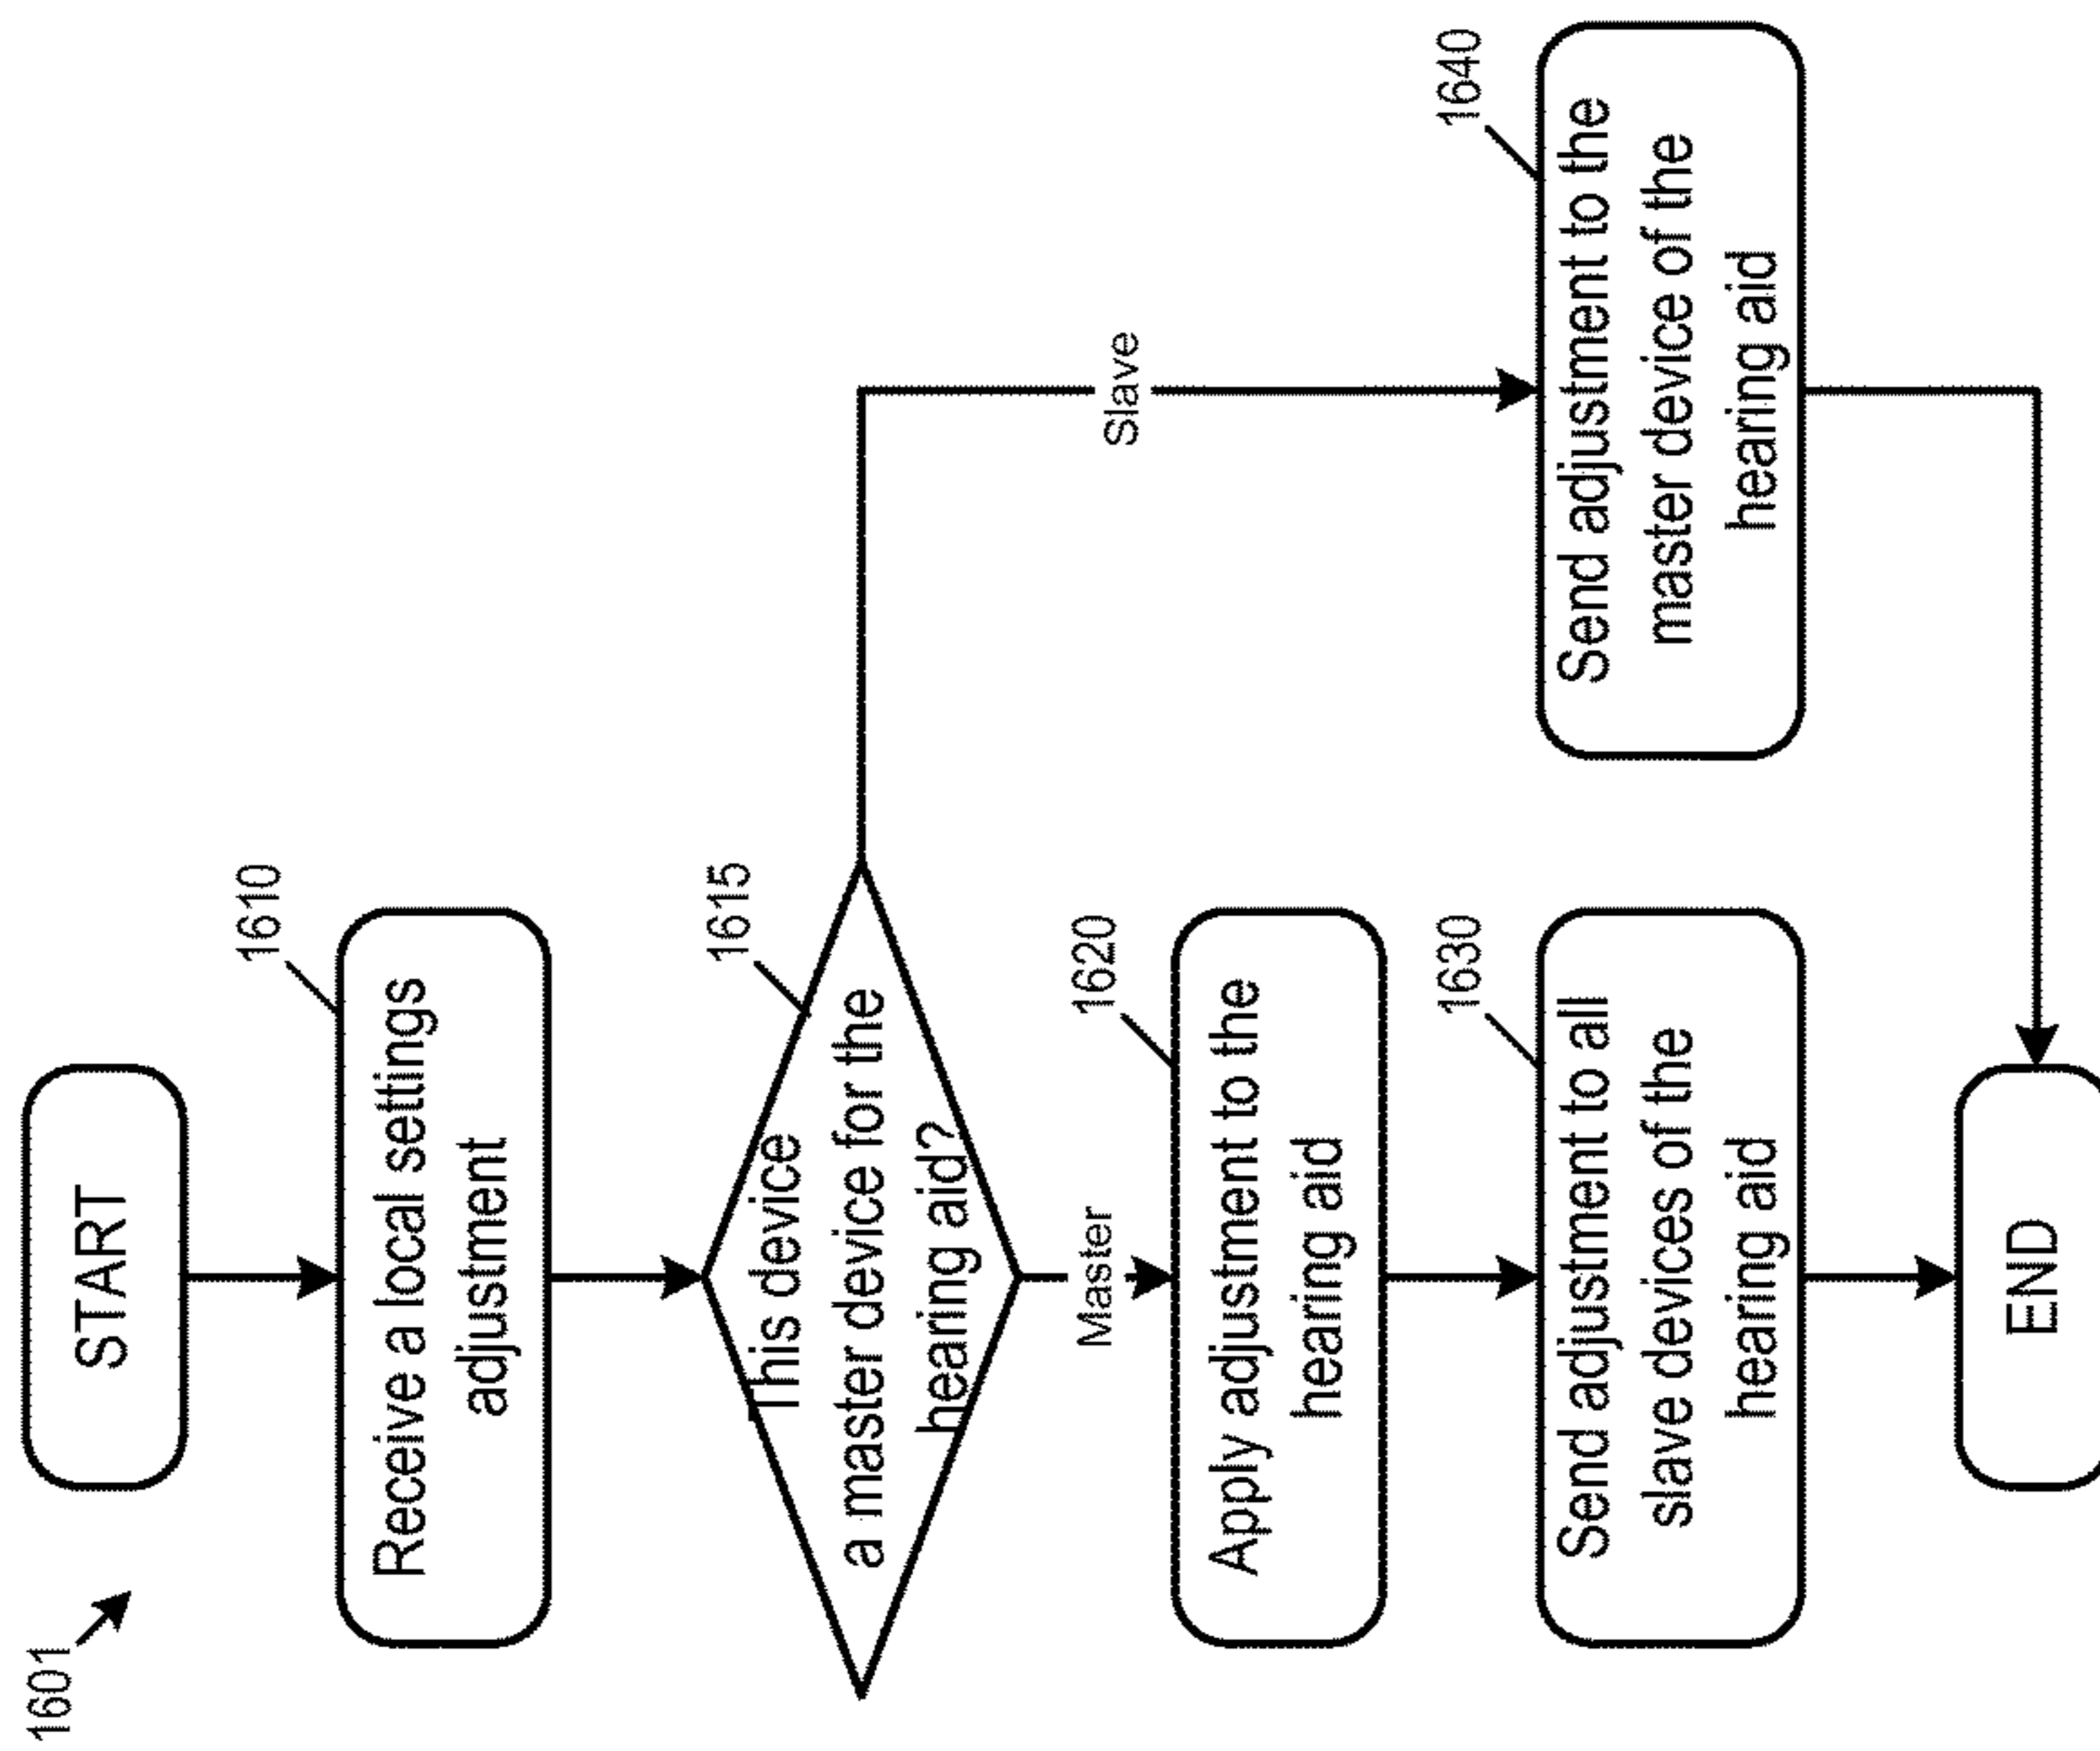 1601
START
1610
Receive a local settings
adjustment
1615
This device
a master device for the
hearing aid?
Master
Slave
1620
Apply adjustment to the
hearing aid
1630
Send adjustment to all
slave devices of the
hearing aid
1640
Send adjustment to the
master device of the
hearing aid
END